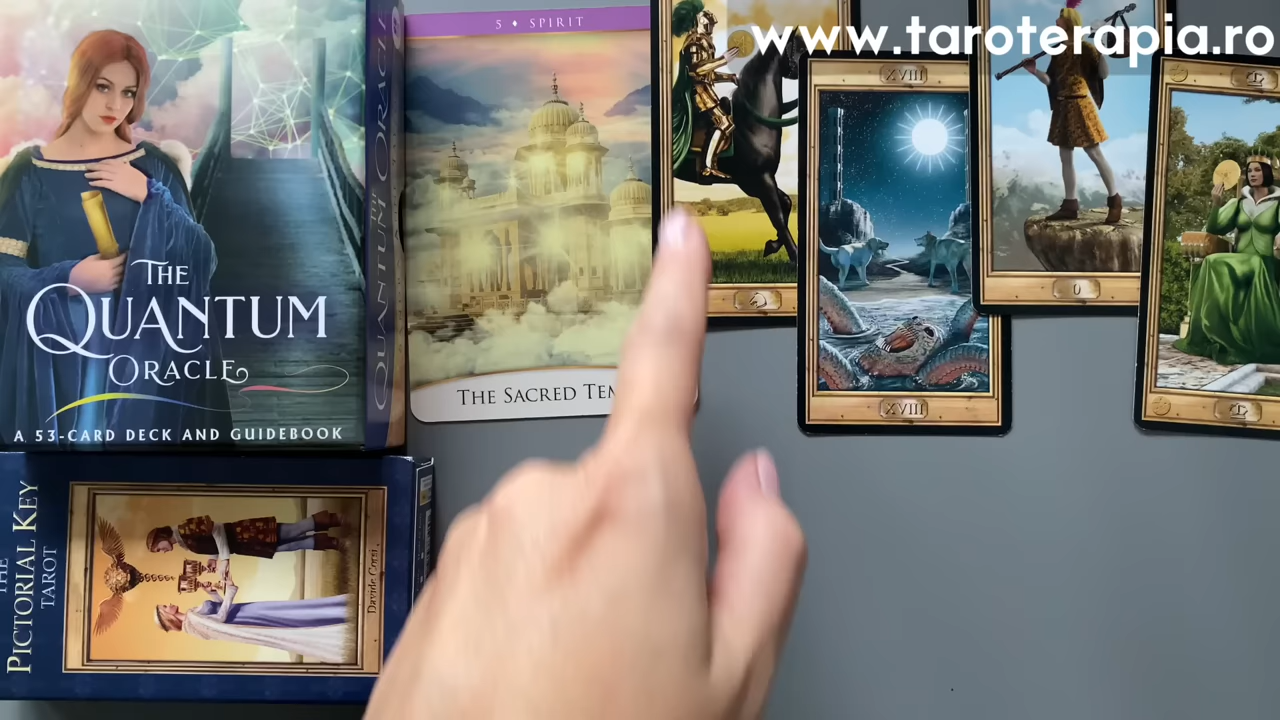 www.taroterapia.ro
5 ♦ SPIRIT
THE
QUANTUM
ORACLE
A 53-CARD DECK AND GUIDEBOOK
THE QUANTUM ORACLE
THE SACRED
XVIII
XVIII
0
THE
PICTORIAL KEY
TAROT
Davide Corsi